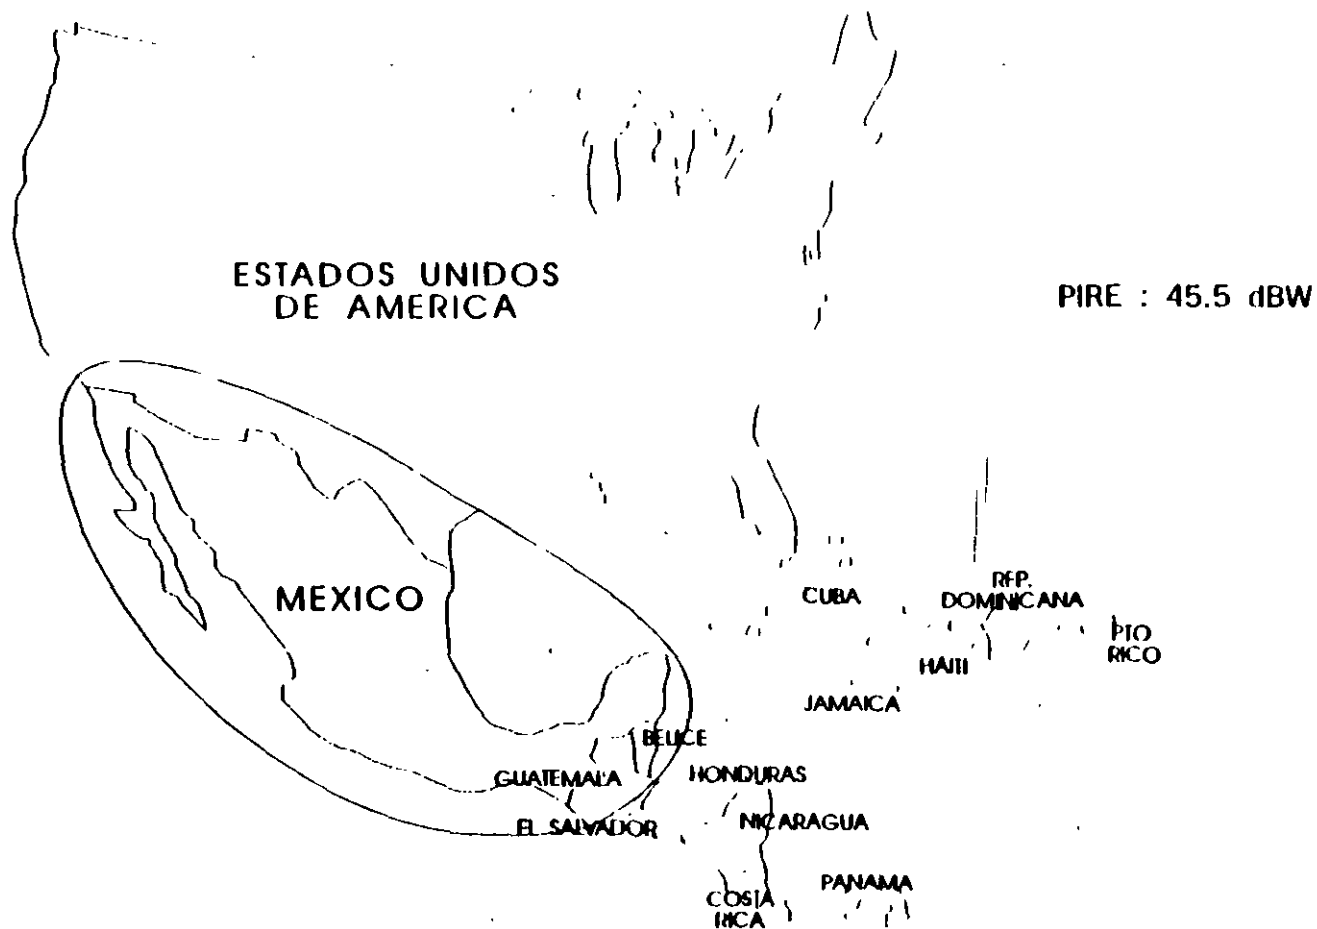 ESTADOS UNIDOS
DE AMERICA
PIRE : 45.5 dBW
MEXICO
CUBA
REP.
DOMINICANA
PTO
RICO
HAITI
JAMAICA
BELICE
GUATEMALA
HONDURAS
EL SALVADOR
NICARAGUA
PANAMA
COSTA
RICA